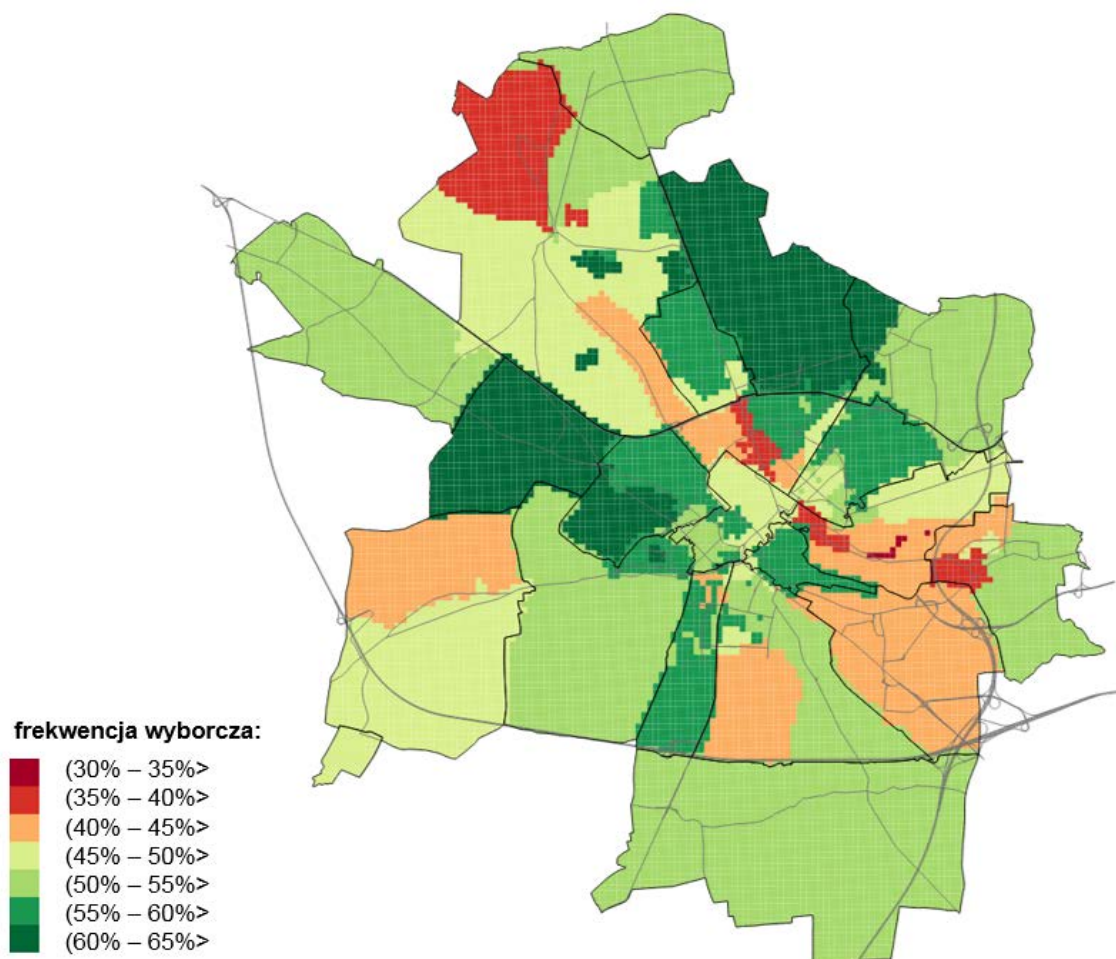 frekwencja wyborcza:
(30% – 35%>
(35% – 40%>
(40% – 45%>
(45% – 50%>
(50% – 55%>
(55% – 60%>
(60% – 65%>